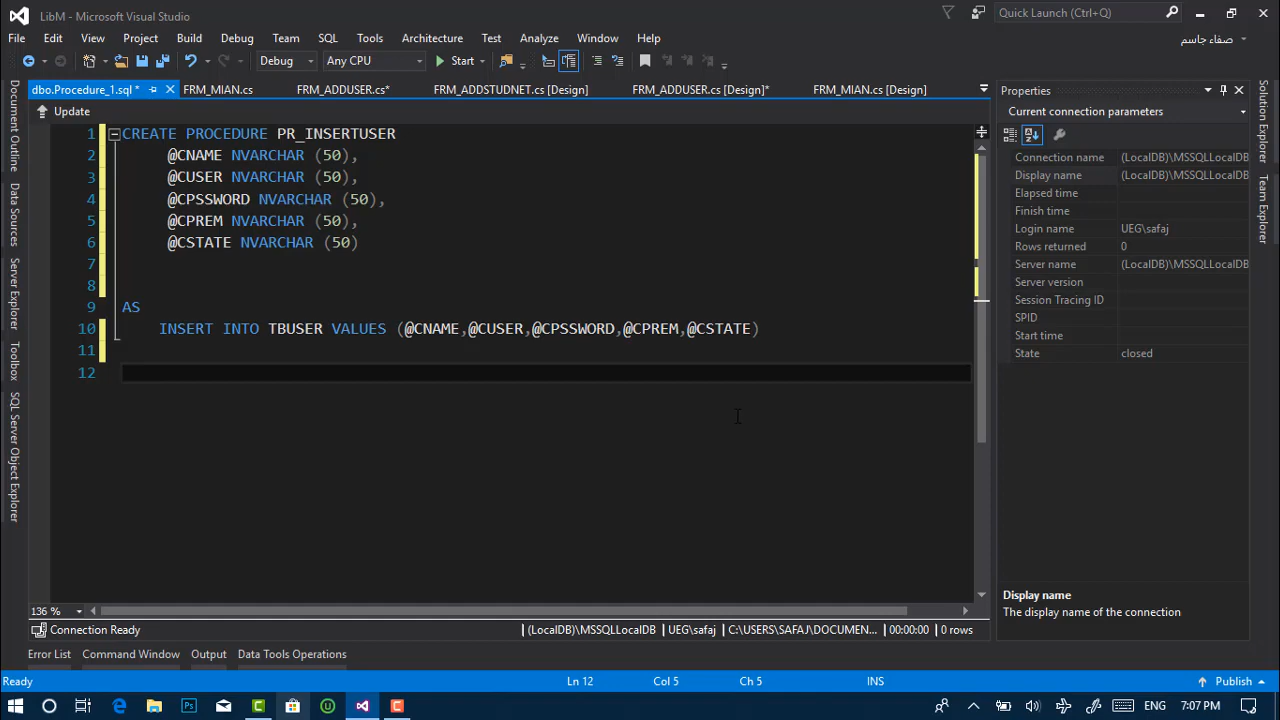 LibM - Microsoft Visual Studio
Quick Launch (Ctrl+Q)
File Edit View Project Build Debug Team SQL Tools Architecture Test Analyze Window Help
صفاء جاسم
Debug Any CPU Start
dbo.Procedure_1.sql * FRM_MIAN.cs FRM_ADDUSER.cs* FRM_ADDSTUDNET.cs [Design] FRM_ADDUSER.cs [Design]* FRM_MIAN.cs [Design]
Update
1 CREATE PROCEDURE PR_INSERTUSER
2 @CNAME NVARCHAR (50),
3 @CUSER NVARCHAR (50),
4 @CPSSWORD NVARCHAR (50),
5 @CPREM NVARCHAR (50),
6 @CSTATE NVARCHAR (50)
7
8
9 AS
10 INSERT INTO TBUSER VALUES (@CNAME,@CUSER,@CPSSWORD,@CPREM,@CSTATE)
11
12
136 %
Connection Ready (LocalDB)\MSSQLLocalDB UEG\safaj C:\USERS\SAFAJ\DOCUMEN... 00:00:00 0 rows
Document Outline
Data Sources
Server Explorer
Toolbox
SQL Server Object Explorer
Properties
Current connection parameters
Connection name (LocalDB)\MSSQLLocalDB
Display name (LocalDB)\MSSQLLocalDB
Elapsed time
Finish time
Login name UEG\safaj
Rows returned 0
Server name (LocalDB)\MSSQLLocalDB
Server version
Session Tracing ID
SPID
Start time
State closed
Display name
The display name of the connection
Solution Explorer
Team Explorer
Error List Command Window Output Data Tools Operations
Ready Ln 12 Col 5 Ch 5 INS Publish
ENG 7:07 PM